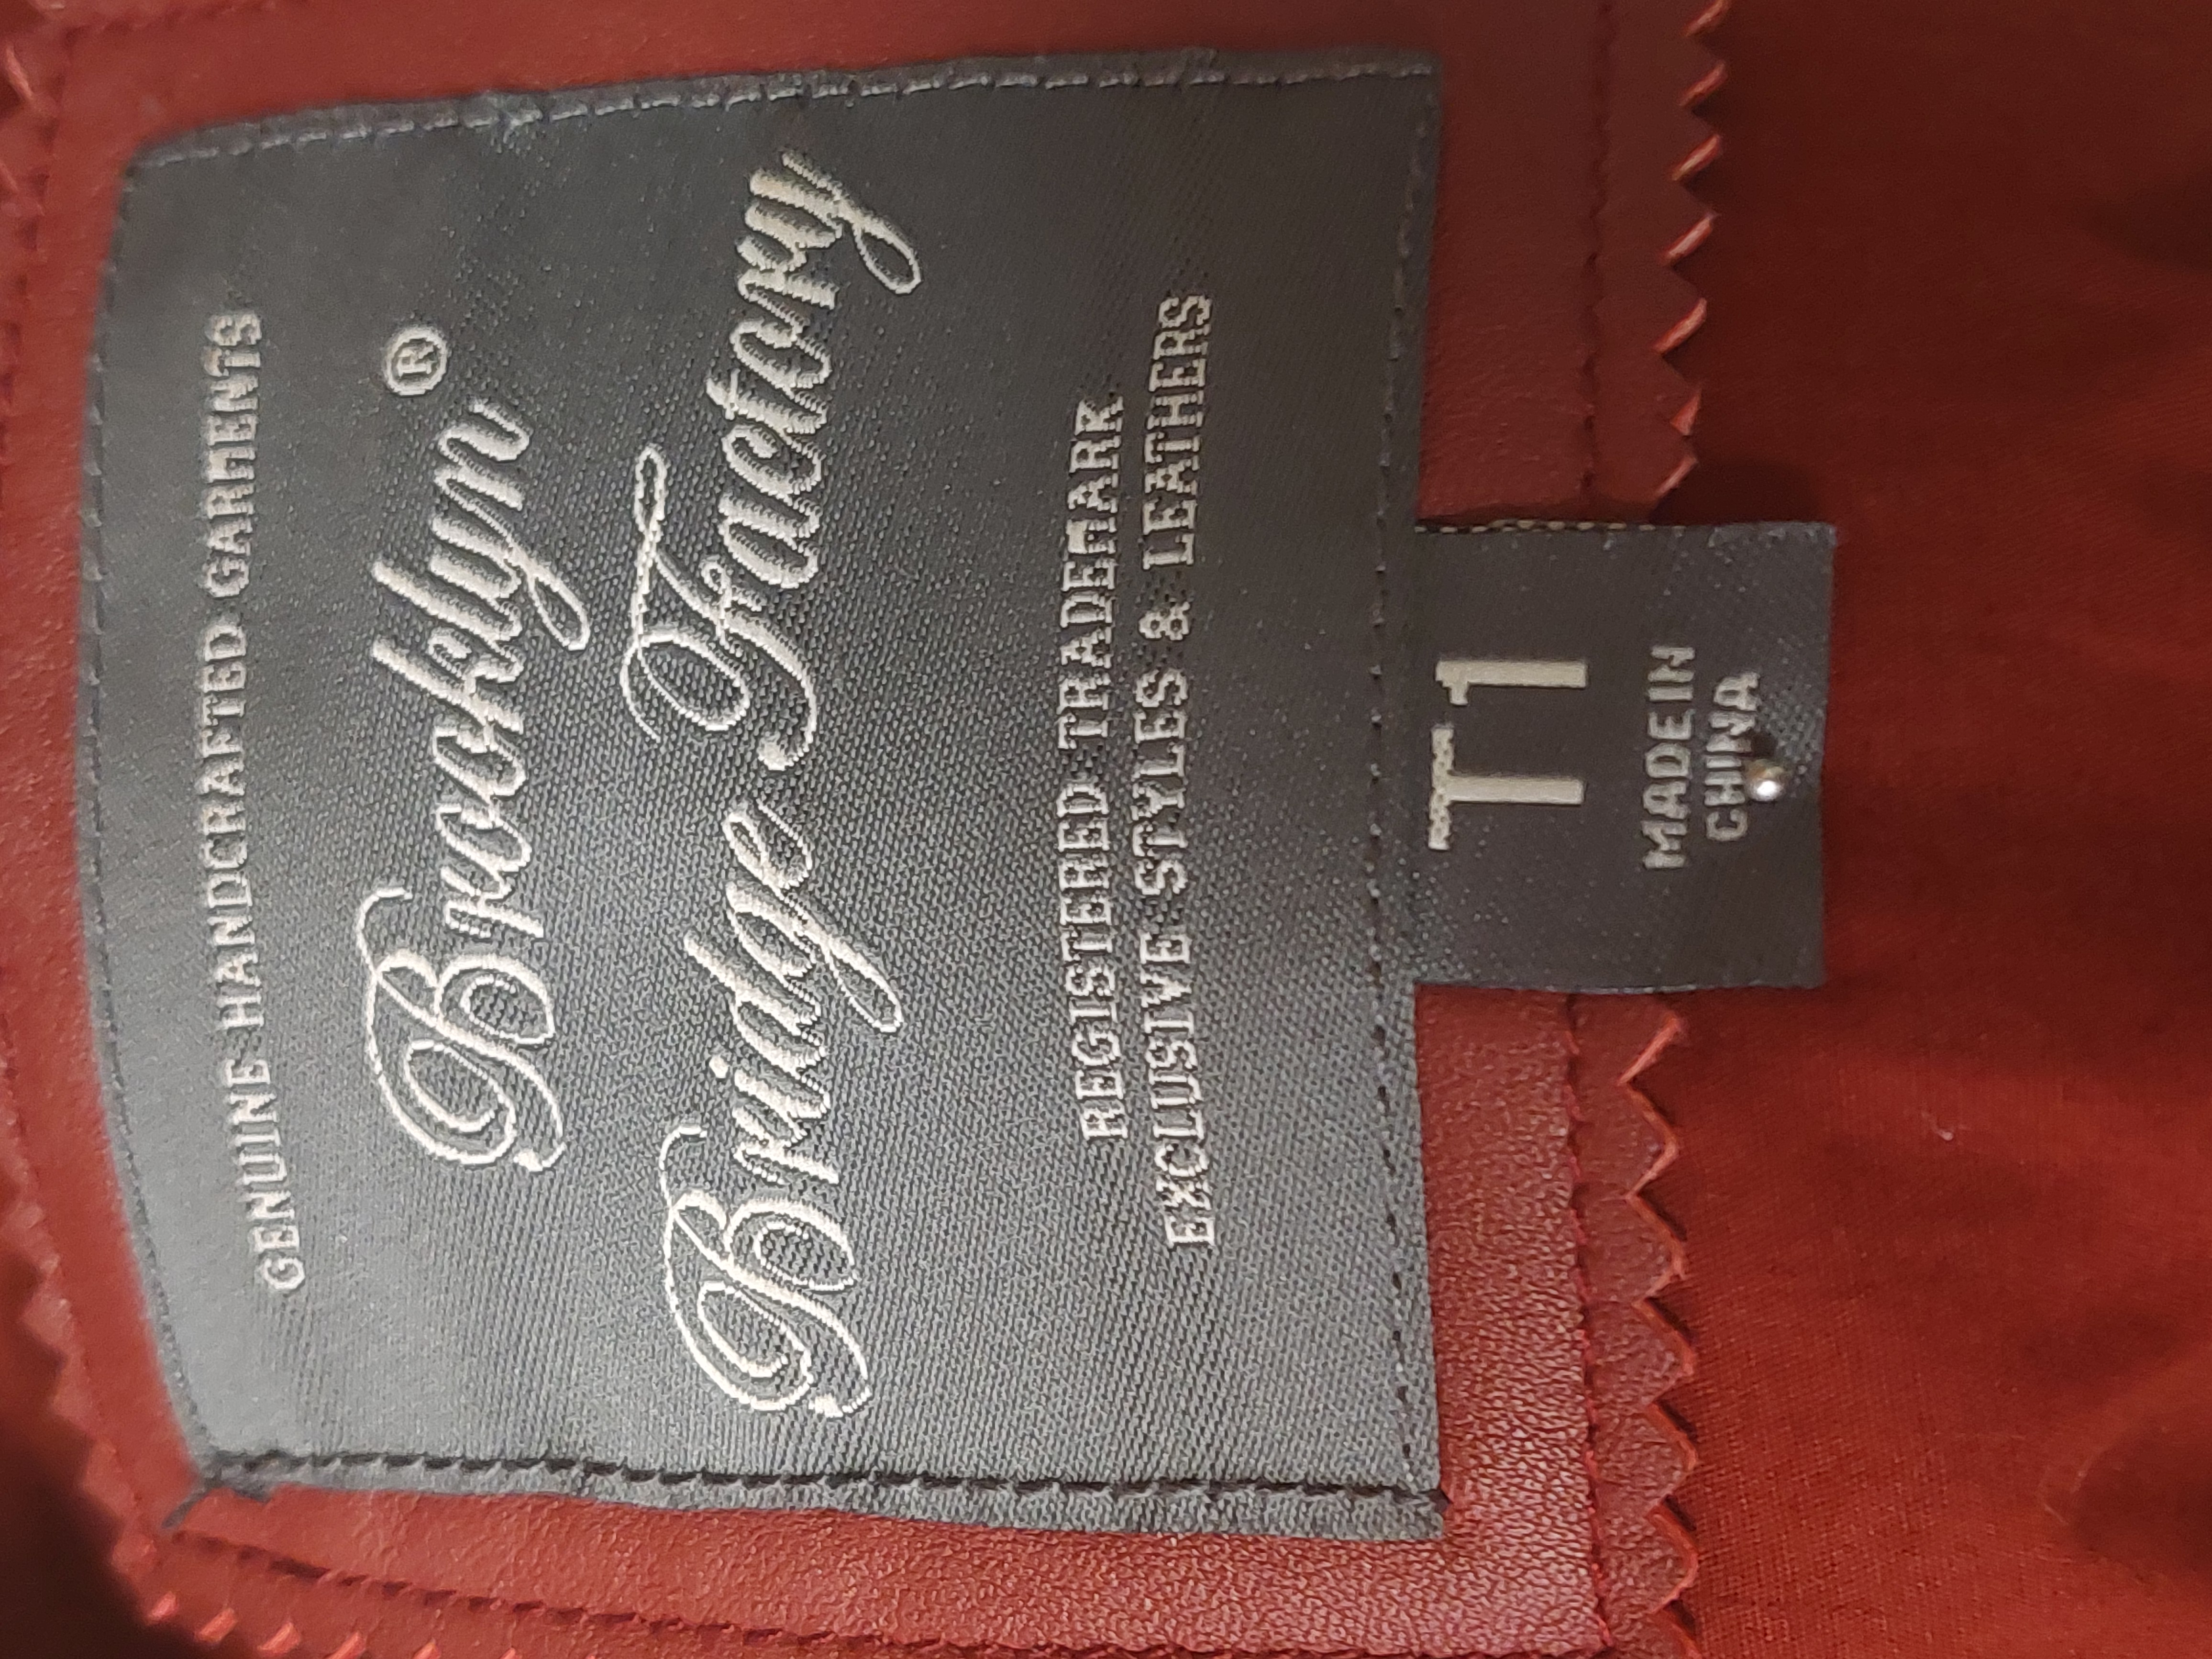 GENUINE HANDCRAFTED GARMENTS
Brooklyn ®
Bridge Factory
REGISTERED TRADEMARK
EXCLUSIVE STYLES & LEATHERS
T1
MADE IN
CHINA